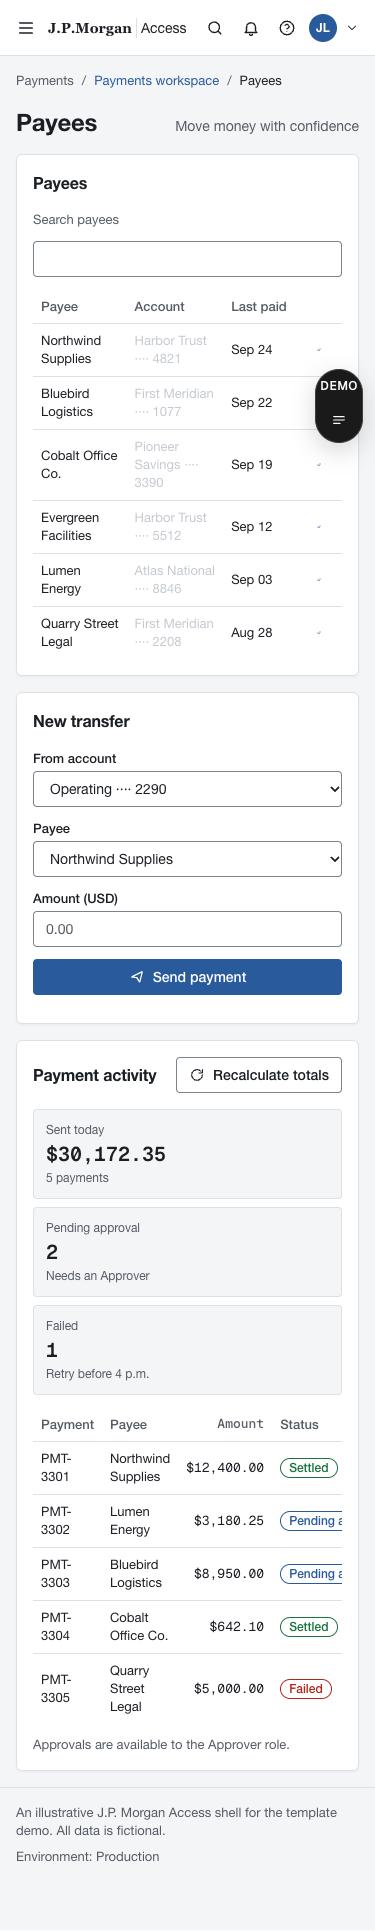 J.P.Morgan Access
JL
Payments / Payments workspace / Payees
Payees
Move money with confidence
Payees
Search payees
Payee Account Last paid
Northwind Supplies Harbor Trust ···· 4821 Sep 24
Bluebird Logistics First Meridian ···· 1077 Sep 22
DEMO
Cobalt Office Co. Pioneer Savings ···· 3390 Sep 19
Evergreen Facilities Harbor Trust ···· 5512 Sep 12
Lumen Energy Atlas National ···· 8846 Sep 03
Quarry Street Legal First Meridian ···· 2208 Aug 28
New transfer
From account
Operating ···· 2290
Payee
Northwind Supplies
Amount (USD)
0.00
Send payment
Payment activity
Recalculate totals
Sent today
$30,172.35
5 payments
Pending approval
2
Needs an Approver
Failed
1
Retry before 4 p.m.
Payment Payee Amount Status
PMT-3301 Northwind Supplies $12,400.00 Settled
PMT-3302 Lumen Energy $3,180.25 Pending
PMT-3303 Bluebird Logistics $8,950.00 Pending
PMT-3304 Cobalt Office Co. $642.10 Settled
PMT-3305 Quarry Street Legal $5,000.00 Failed
Approvals are available to the Approver role.
An illustrative J.P. Morgan Access shell for the template
demo. All data is fictional.
Environment: Production